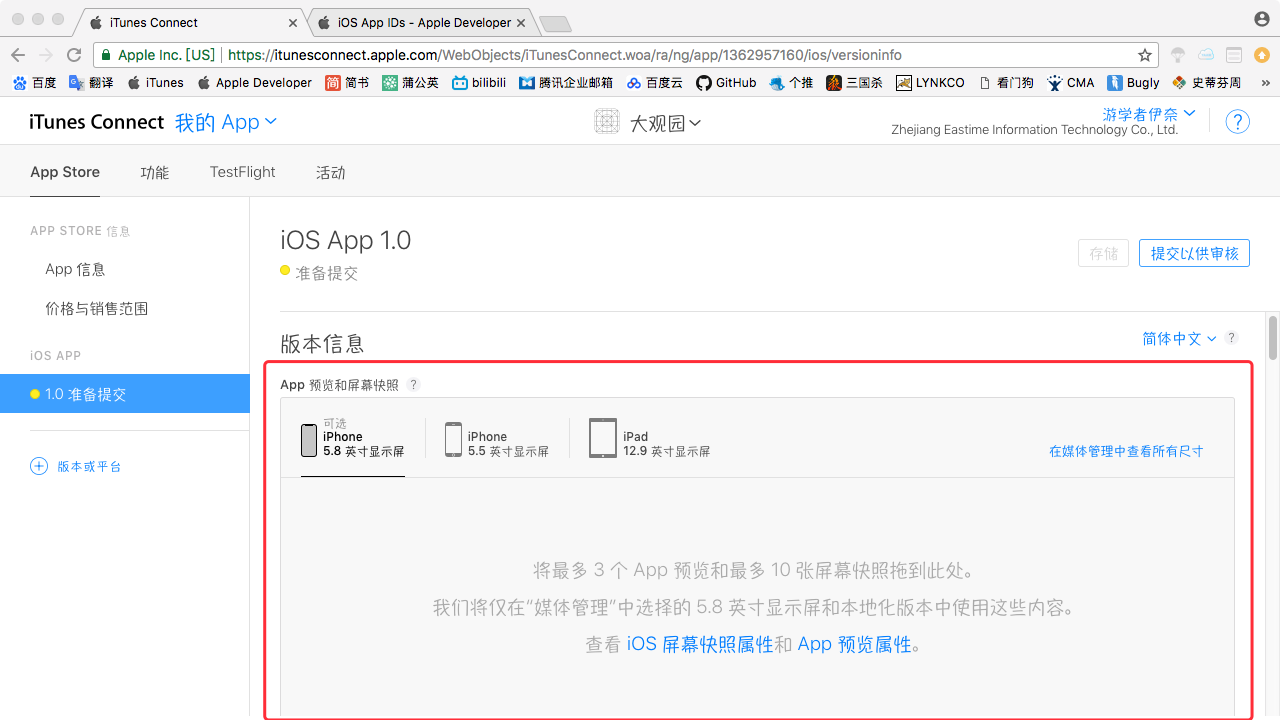 iTunes Connect
iOS App IDs - Apple Developer
Apple Inc. [US]
https://itunesconnect.apple.com/WebObjects/iTunesConnect.woa/ra/ng/app/1362957160/ios/versioninfo
百度 翻译 iTunes Apple Developer 简 简书 蒲公英 bilibili 腾讯企业邮箱 百度云 GitHub 个推 三国杀 LYNKCO 看门狗 CMA Bugly 史蒂芬周 »
iTunes Connect 我的 App
大观园
游学者伊奈
Zhejiang Eastime Information Technology Co., Ltd.
?
App Store 功能 TestFlight 活动
APP STORE 信息
App 信息
价格与销售范围
iOS APP
1.0 准备提交
版本或平台
iOS App 1.0
准备提交
存储
提交以供审核
版本信息
简体中文 ?
App 预览和屏幕快照 ?
可选
iPhone
5.8 英寸显示屏
iPhone
5.5 英寸显示屏
iPad
12.9 英寸显示屏
在媒体管理中查看所有尺寸
将最多 3 个 App 预览和最多 10 张屏幕快照拖到此处。
我们将仅在“媒体管理”中选择的 5.8 英寸显示屏和本地化版本中使用这些内容。
查看 iOS 屏幕快照属性和 App 预览属性。